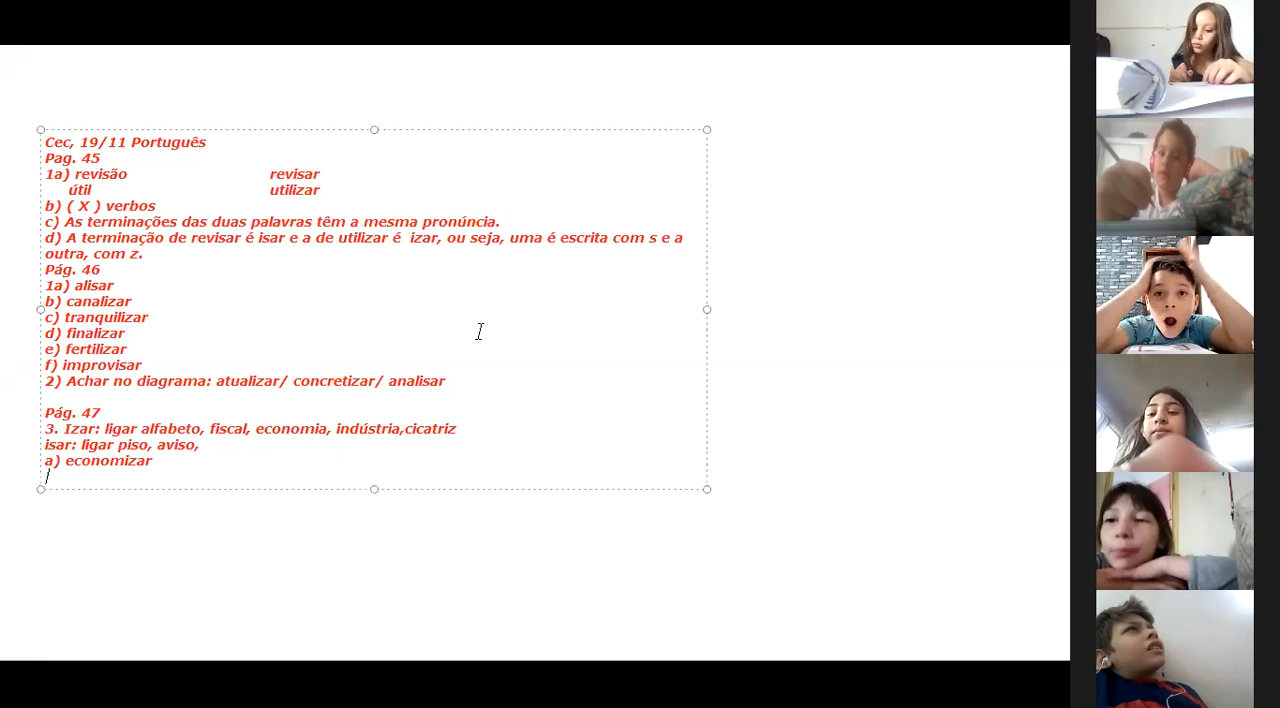 Cec, 19/11 Português
Pag. 45
1a) revisão revisar
útil utilizar
b) ( X ) verbos
c) As terminações das duas palavras têm a mesma pronúncia.
d) A terminação de revisar é isar e a de utilizar é izar, ou seja, uma é escrita com s e a
outra, com z.
Pág. 46
1a) alisar
b) canalizar
c) tranquilizar
d) finalizar
e) fertilizar
f) improvisar
2) Achar no diagrama: atualizar/ concretizar/ analisar
Pág. 47
3. Izar: ligar alfabeto, fiscal, economia, indústria,cicatriz
isar: ligar piso, aviso,
a) economizar